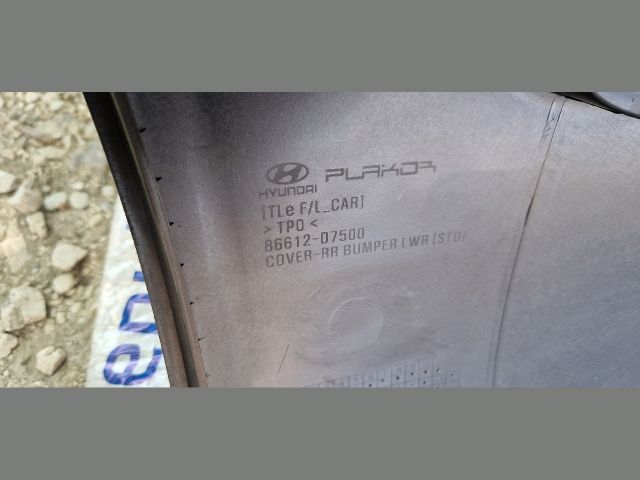 HYUNDAI PLAKOR
[TLe F/L_CAR]
> TPO <
86612-D7500
COVER-RR BUMPER LWR [STD]